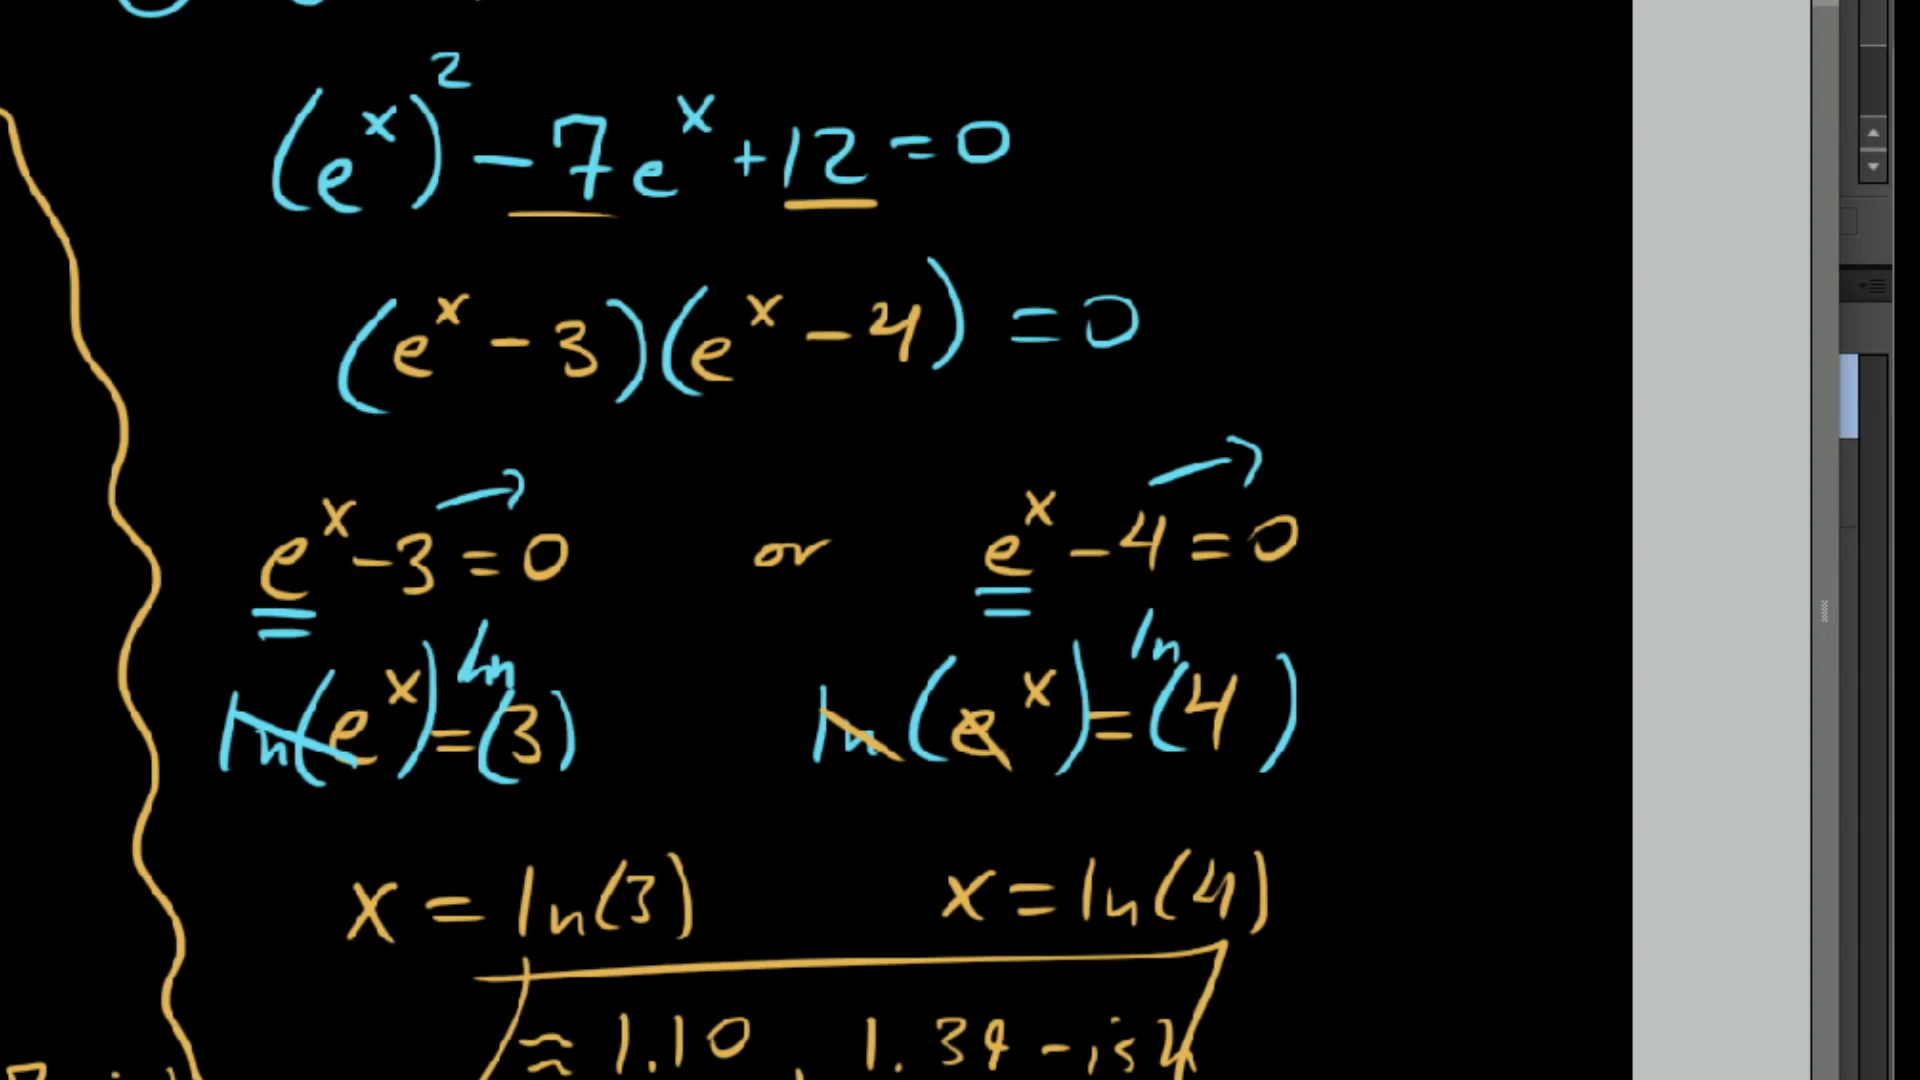 (e^x)^2 - 7e^x + 12 = 0
(e^x - 3)(e^x - 4) = 0
e^x - 3 = 0 or e^x - 4 = 0
ln(e^x) = ln(3) ln(e^x) = ln(4)
x = ln(3) x = ln(4)
≈ 1.10 , 1.39 - ish